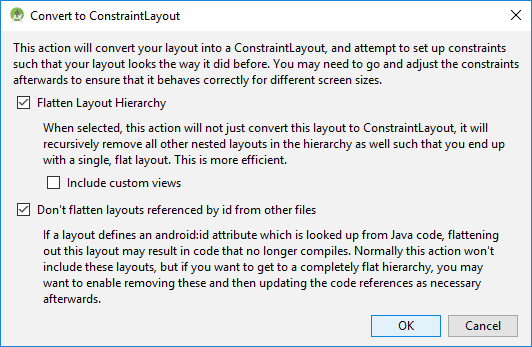 Convert to ConstraintLayout
This action will convert your layout into a ConstraintLayout, and attempt to set up constraints
such that your layout looks the way it did before. You may need to go and adjust the constraints
afterwards to ensure that it behaves correctly for different screen sizes.
Flatten Layout Hierarchy
When selected, this action will not just convert this layout to ConstraintLayout, it will
recursively remove all other nested layouts in the hierarchy as well such that you end up
with a single, flat layout. This is more efficient.
Include custom views
Don't flatten layouts referenced by id from other files
If a layout defines an android:id attribute which is looked up from Java code, flattening
out this layout may result in code that no longer compiles. Normally this action won't
include these layouts, but if you want to get to a completely flat hierarchy, you may
want to enable removing these and then updating the code references as necessary
afterwards.
OK
Cancel